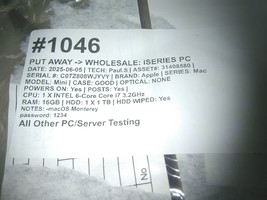 #1046
PUT AWAY -> WHOLESALE: ISERIES PC
DATE: 2025-06-05 | TECH: Paul.S | ASSET#: 31408580 |
SERIAL #: C07Z808WJYVY | BRAND: Apple | SERIES: Mac
MODEL: Mini | CASE: GOOD | OPTICAL: NONE
POWERS ON: Yes | POSTS: Yes |
CPU: 1 X INTEL 6-Core Core i7 3.2GHz
RAM: 16GB | HDD: 1 X 1 TB | HDD WIPED: Yes
NOTES: -macOS Monterey
password: 1234
All Other PC/Server Testing